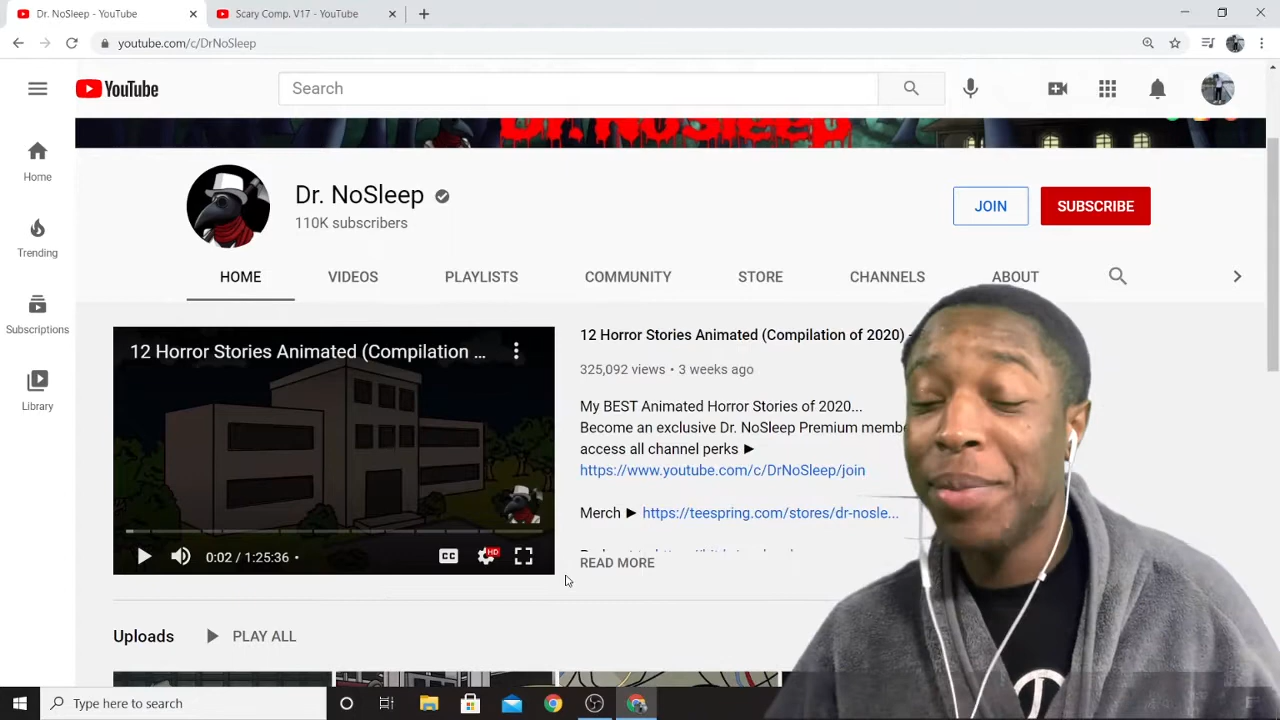 Dr. NoSleep - YouTube
Scary Comp. V17 - YouTube
youtube.com/c/DrNoSleep
YouTube
Search
Dr.NoSleep
Home
Trending
Subscriptions
Library
Dr. NoSleep
110K subscribers
JOIN
SUBSCRIBE
HOME
VIDEOS
PLAYLISTS
COMMUNITY
STORE
CHANNELS
ABOUT
12 Horror Stories Animated (Compilation ...
0:02 / 1:25:36
CC
HD
12 Horror Stories Animated (Compilation of 2020) -
325,092 views • 3 weeks ago
My BEST Animated Horror Stories of 2020...
Become an exclusive Dr. NoSleep Premium memb
access all channel perks ►
https://www.youtube.com/c/DrNoSleep/join
Merch ► https://teespring.com/stores/dr-nosle...
READ MORE
Uploads
PLAY ALL
Type here to search